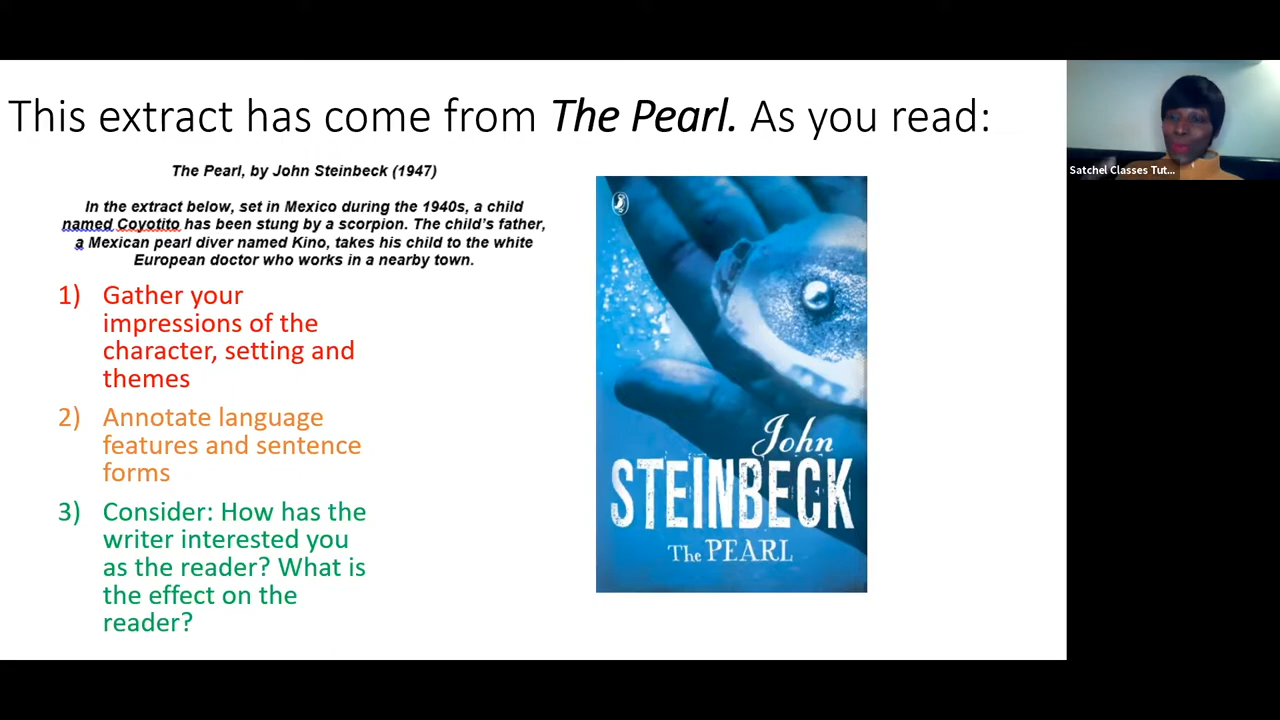 This extract has come from The Pearl. As you read:
The Pearl, by John Steinbeck (1947)
In the extract below, set in Mexico during the 1940s, a child
named Coyotito has been stung by a scorpion. The child's father,
a Mexican pearl diver named Kino, takes his child to the white
European doctor who works in a nearby town.
1) Gather your
impressions of the
character, setting and
themes
2) Annotate language
features and sentence
forms
3) Consider: How has the
writer interested you
as the reader? What is
the effect on the
reader?
John
STEINBECK
The PEARL
Satchel Classes Tut...